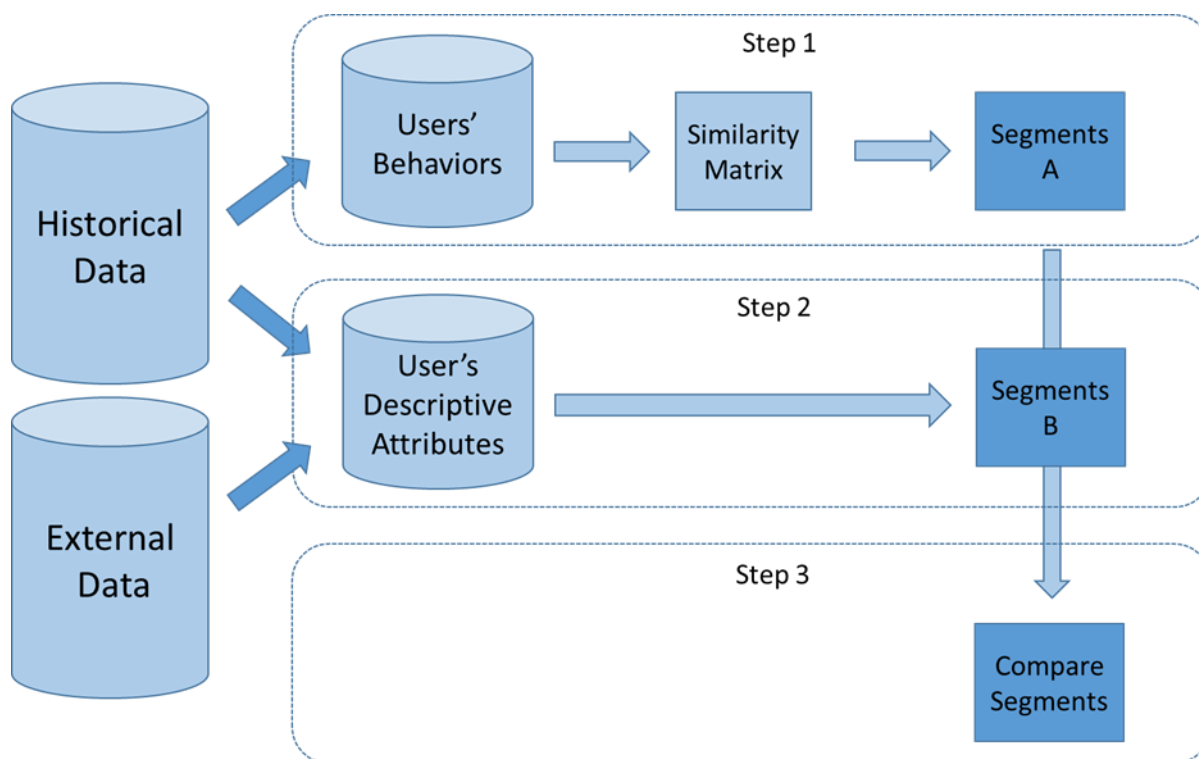 Historical
Data
External
Data
Step 1
Users’
Behaviors
Similarity
Matrix
Segments
A
Step 2
User’s
Descriptive
Attributes
Segments
B
Step 3
Compare
Segments